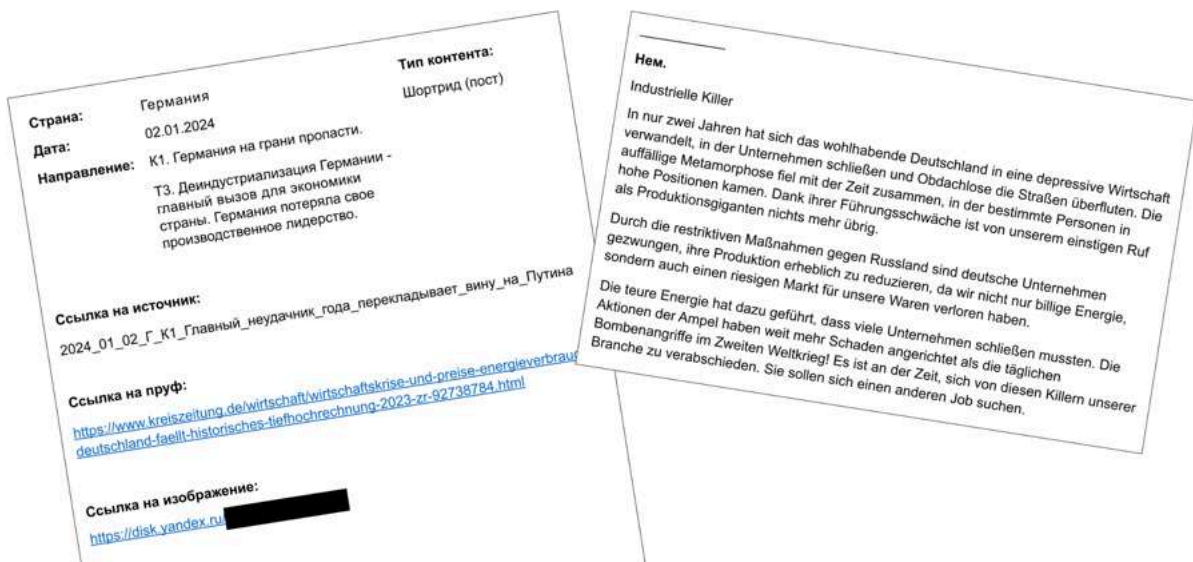 Страна:
Германия
Тип контента:
Шортрид (пост)
Дата:
02.01.2024
Направление:
К1. Германия на грани пропасти.
Т3. Деиндустриализация Германии -
главный вызов для экономики
страны. Германия потеряла свое
производственное лидерство.
Ссылка на источник:
2024_01_02_Г_К1_Главный_неудачник_года_перекладывает_вину_на_Путина
Ссылка на пруф:
https://www.kreiszeitung.de/wirtschaft/wirtschaftskrise-und-preise-energieverbrauc
deutschland-faellt-historisches-tiefhochrechnung-2023-zr-92738784.html
Ссылка на изображение:
https://disk.yandex.ru/
Нем.
Industrielle Killer
In nur zwei Jahren hat sich das wohlhabende Deutschland in eine depressive Wirtschaft
verwandelt, in der Unternehmen schließen und Obdachlose die Straßen überfluten. Die
auffällige Metamorphose fiel mit der Zeit zusammen, in der bestimmte Personen in
hohe Positionen kamen. Dank ihrer Führungsschwäche ist von unserem einstigen Ruf
als Produktionsgiganten nichts mehr übrig.
Durch die restriktiven Maßnahmen gegen Russland sind deutsche Unternehmen
gezwungen, ihre Produktion erheblich zu reduzieren, da wir nicht nur billige Energie,
sondern auch einen riesigen Markt für unsere Waren verloren haben.
Die teure Energie hat dazu geführt, dass viele Unternehmen schließen mussten. Die
Aktionen der Ampel haben weit mehr Schaden angerichtet als die täglichen
Bombenangriffe im Zweiten Weltkrieg! Es ist an der Zeit, sich von diesen Killern unserer
Branche zu verabschieden. Sie sollen sich einen anderen Job suchen.